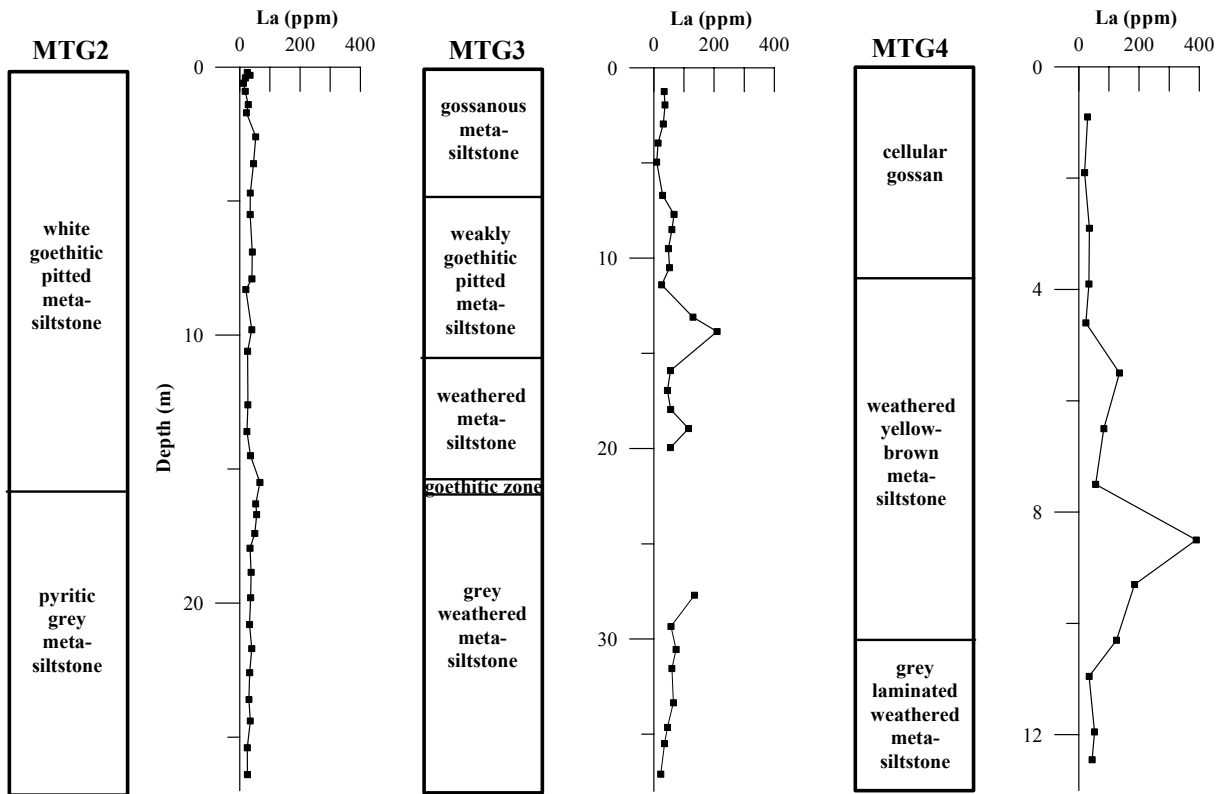 MTG2
white
goethitic
pitted
meta-
siltstone
pyritic
grey
meta-
siltstone
La (ppm)
0 200 400
0
10
20
Depth (m)
MTG3
gossanous
meta-
siltstone
weakly
goethitic
pitted
meta-
siltstone
weathered
meta-
siltstone
goethitic zone
grey
weathered
meta-
siltstone
La (ppm)
0 200 400
0
10
20
30
MTG4
cellular
gossan
weathered
yellow-
brown
meta-
siltstone
grey
laminated
weathered
meta-
siltstone
La (ppm)
0 200 400
0
4
8
12